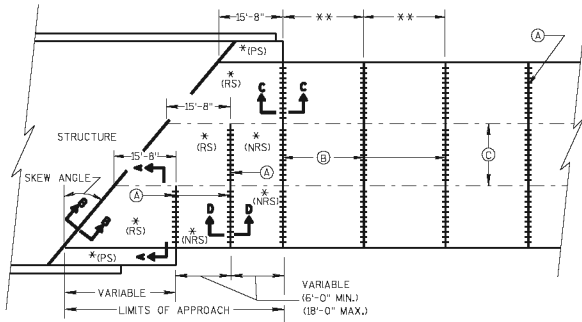 15'-8" ** **
*(PS)
A
*
(RS)
C C
15'-8"
STRUCTURE
*
(RS)
*
(NRS)
B
C
15'-8"
A
A
SKEW ANGLE
A
*
(NRS)
B
B
*
(RS)
*
(NRS)
D D
*(PS)
A
VARIABLE
VARIABLE
(6'-0" MIN.)
(18'-0" MAX.)
LIMITS OF APPROACH